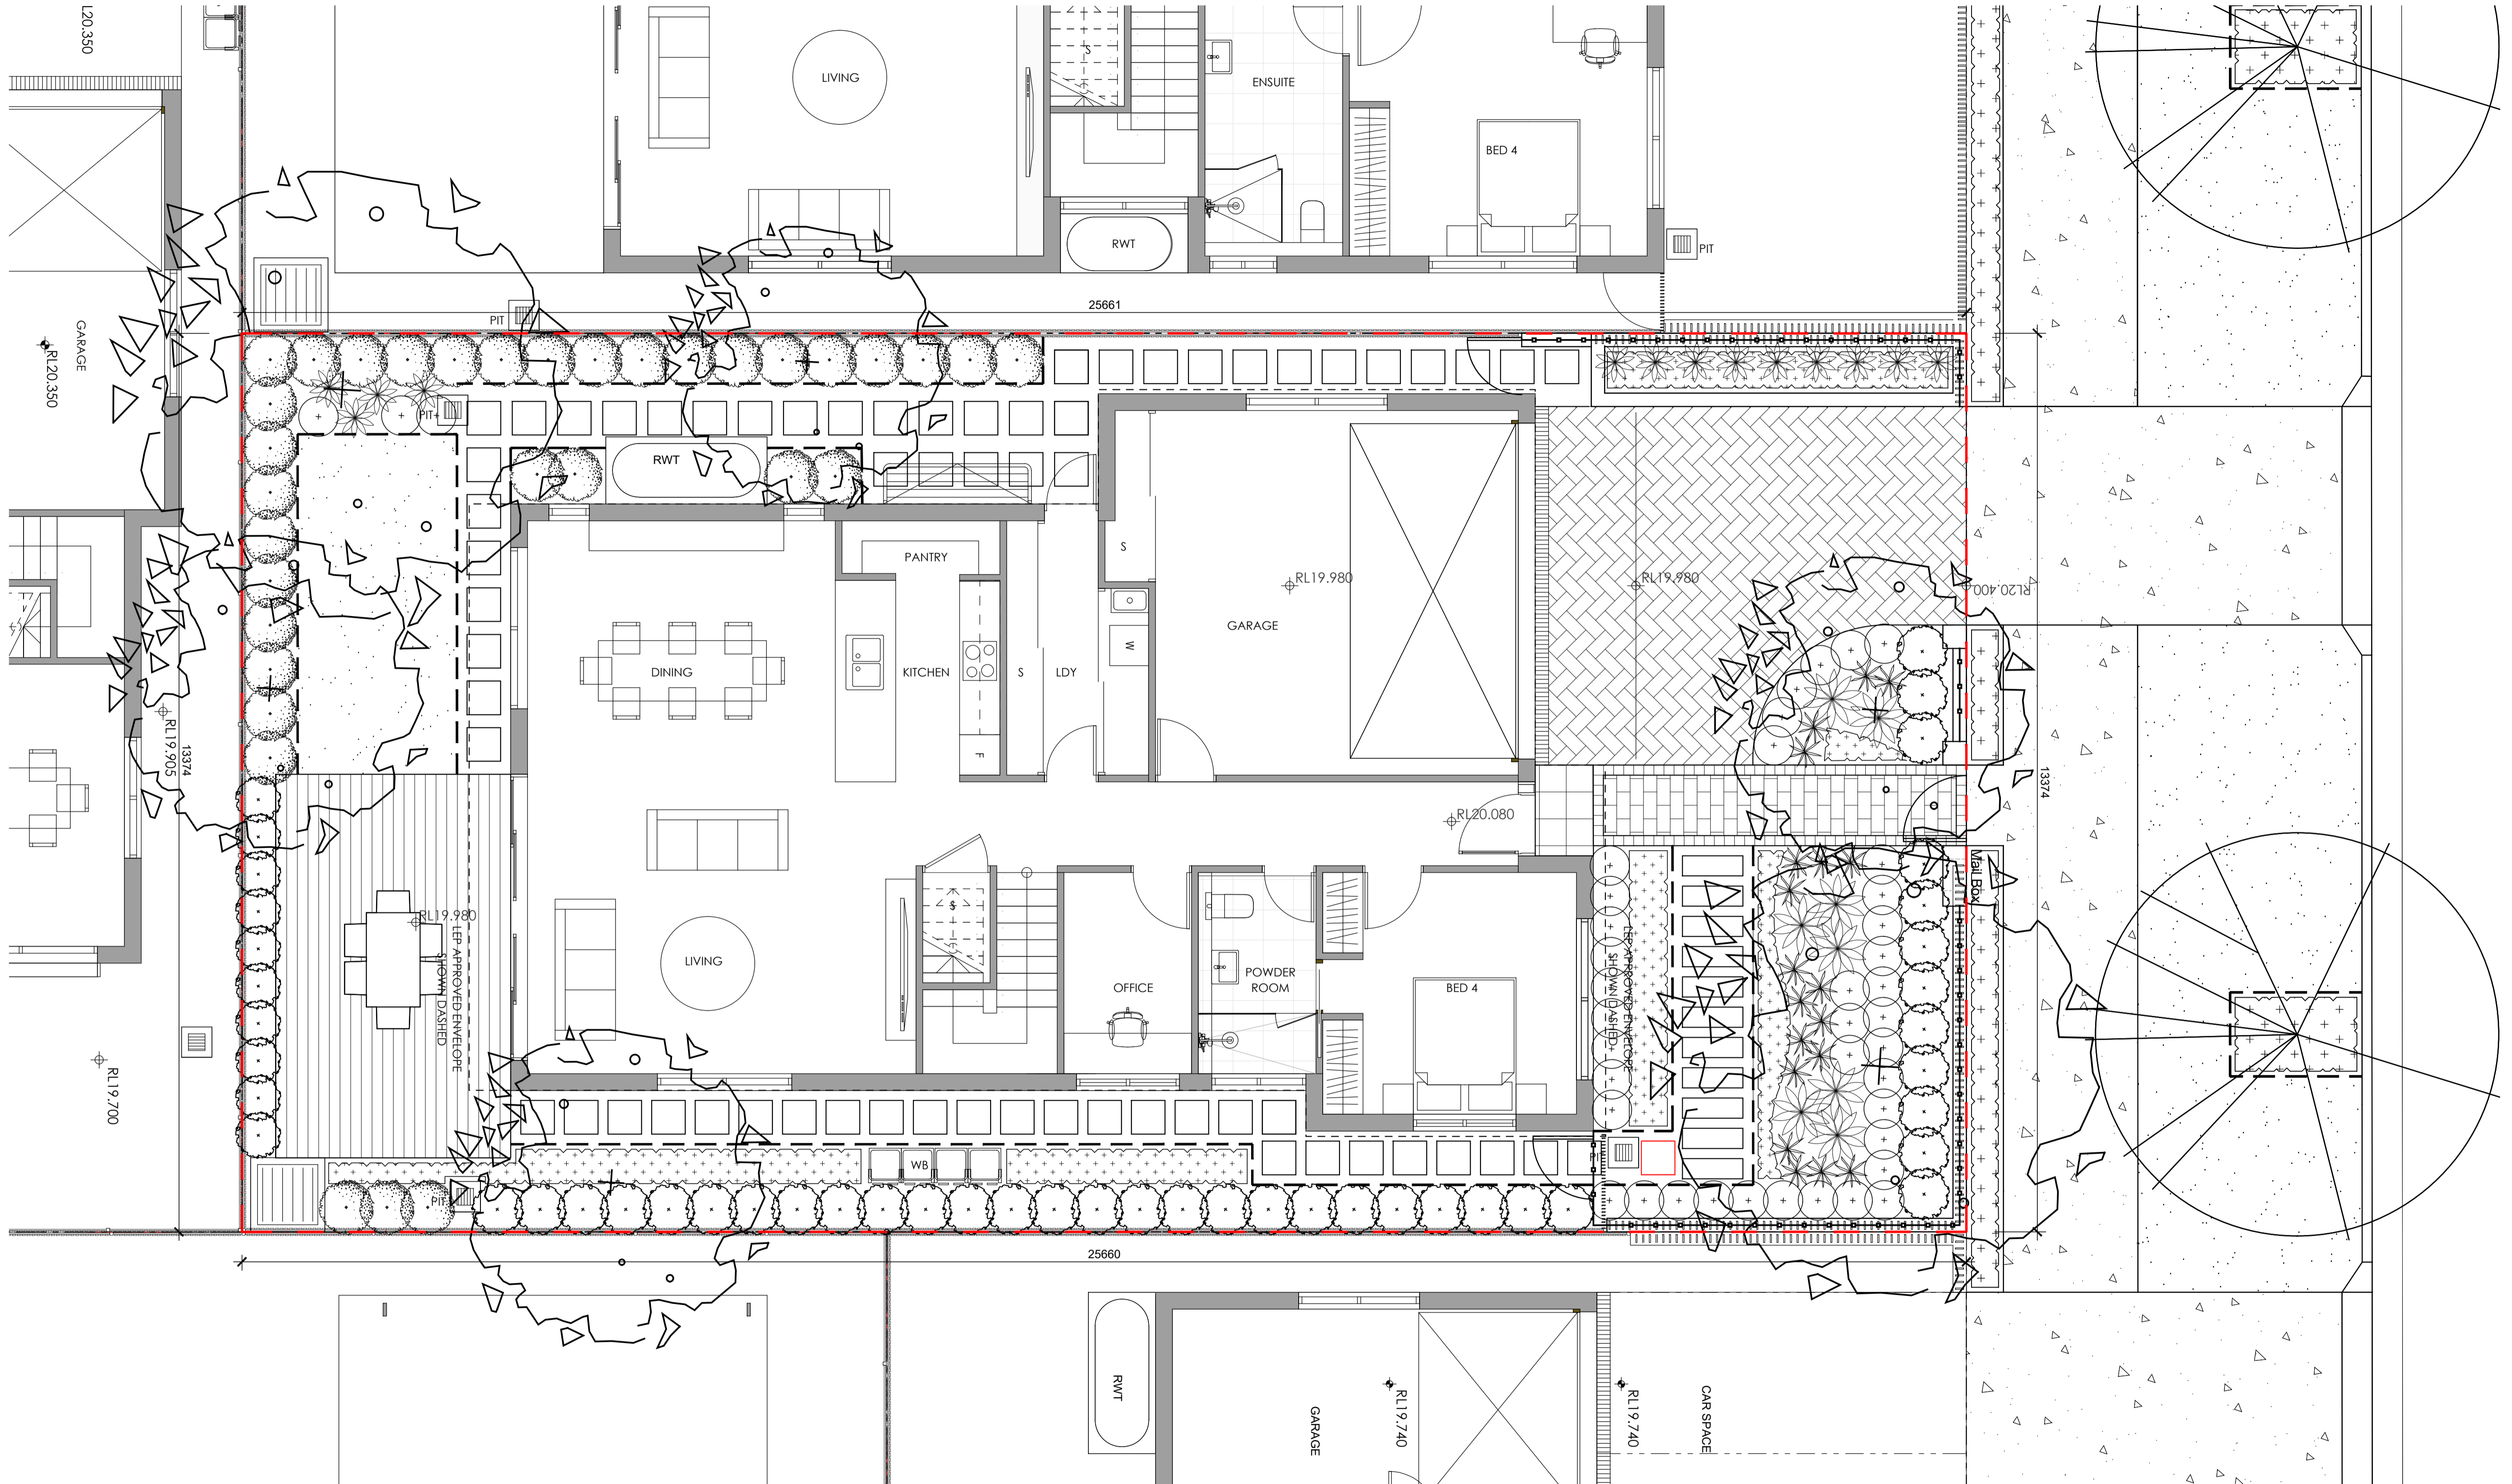 L20.350
LIVING
S
ENSUITE
BED 4
RWT
PIT
25661
PIT
GARAGE
RL20.350
PIT
RWT
PANTRY
S
RL19.980
RL19.980
RL20.400
GARAGE
W
DINING
KITCHEN
S
LDY
F
RL19.905
13374
13374
RL20.080
Mail Box
RL19.980
LEP APPROVED ENVELOPE
SHOWN DASHED
LIVING
S
OFFICE
POWDER
ROOM
BED 4
LEP APPROVED ENVELOPE
SHOWN DASHED
RL19.700
WB
PIT
PIT
25660
RWT
GARAGE
RL19.740
RL19.740
CAR SPACE